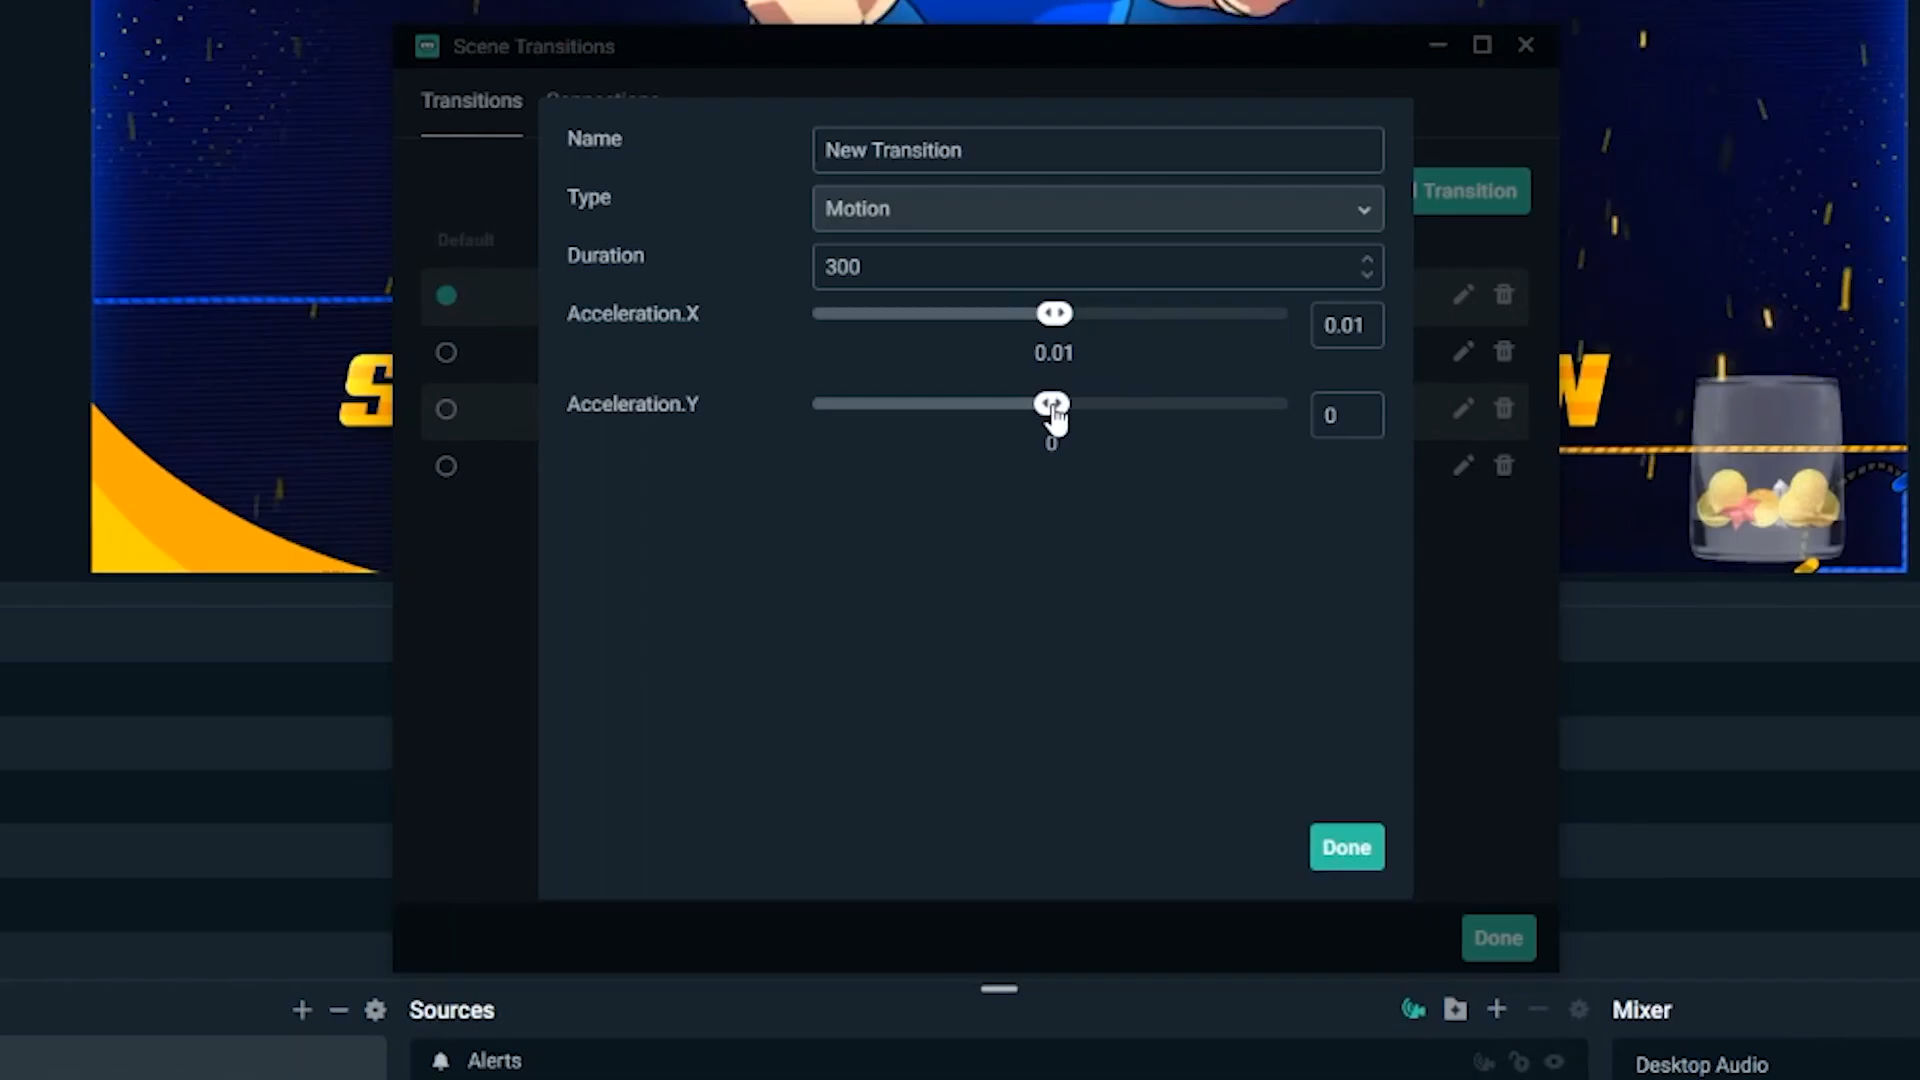 Scene Transitions
Transitions
Name
New Transition
Transition
Type
Motion
Default
Duration
300
Acceleration.X
0.01
0.01
Acceleration.Y
0
0
Done
Done
Sources
Mixer
Alerts
Desktop Audio